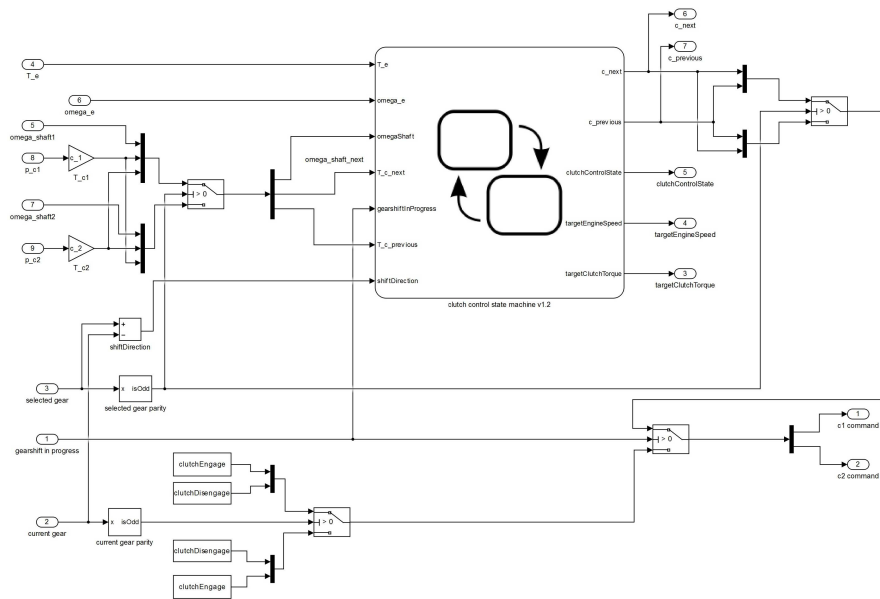 6
c_next
7
c_previous
4
T_e
T_e
c_next
6
omega_e
omega_e
> 0
5
omega_shaft1
c_previous
omegaShaft
8
p_c1
c_1
T_c1
omega_shaft_next
T_c_next
clutchControlState
5
clutchControlState
> 0
7
omega_shaft2
gearshiftInProgress
targetEngineSpeed
4
targetEngineSpeed
9
p_c2
c_2
T_c2
T_c_previous
shiftDirection
targetClutchTorque
3
targetClutchTorque
clutch control state machine v1.2
+
−
shiftDirection
3
selected gear
x isOdd
selected gear parity
1
c1 command
1
gearshift in progress
> 0
2
c2 command
clutchEngage
clutchDisengage
2
current gear
x isOdd
current gear parity
> 0
clutchDisengage
clutchEngage